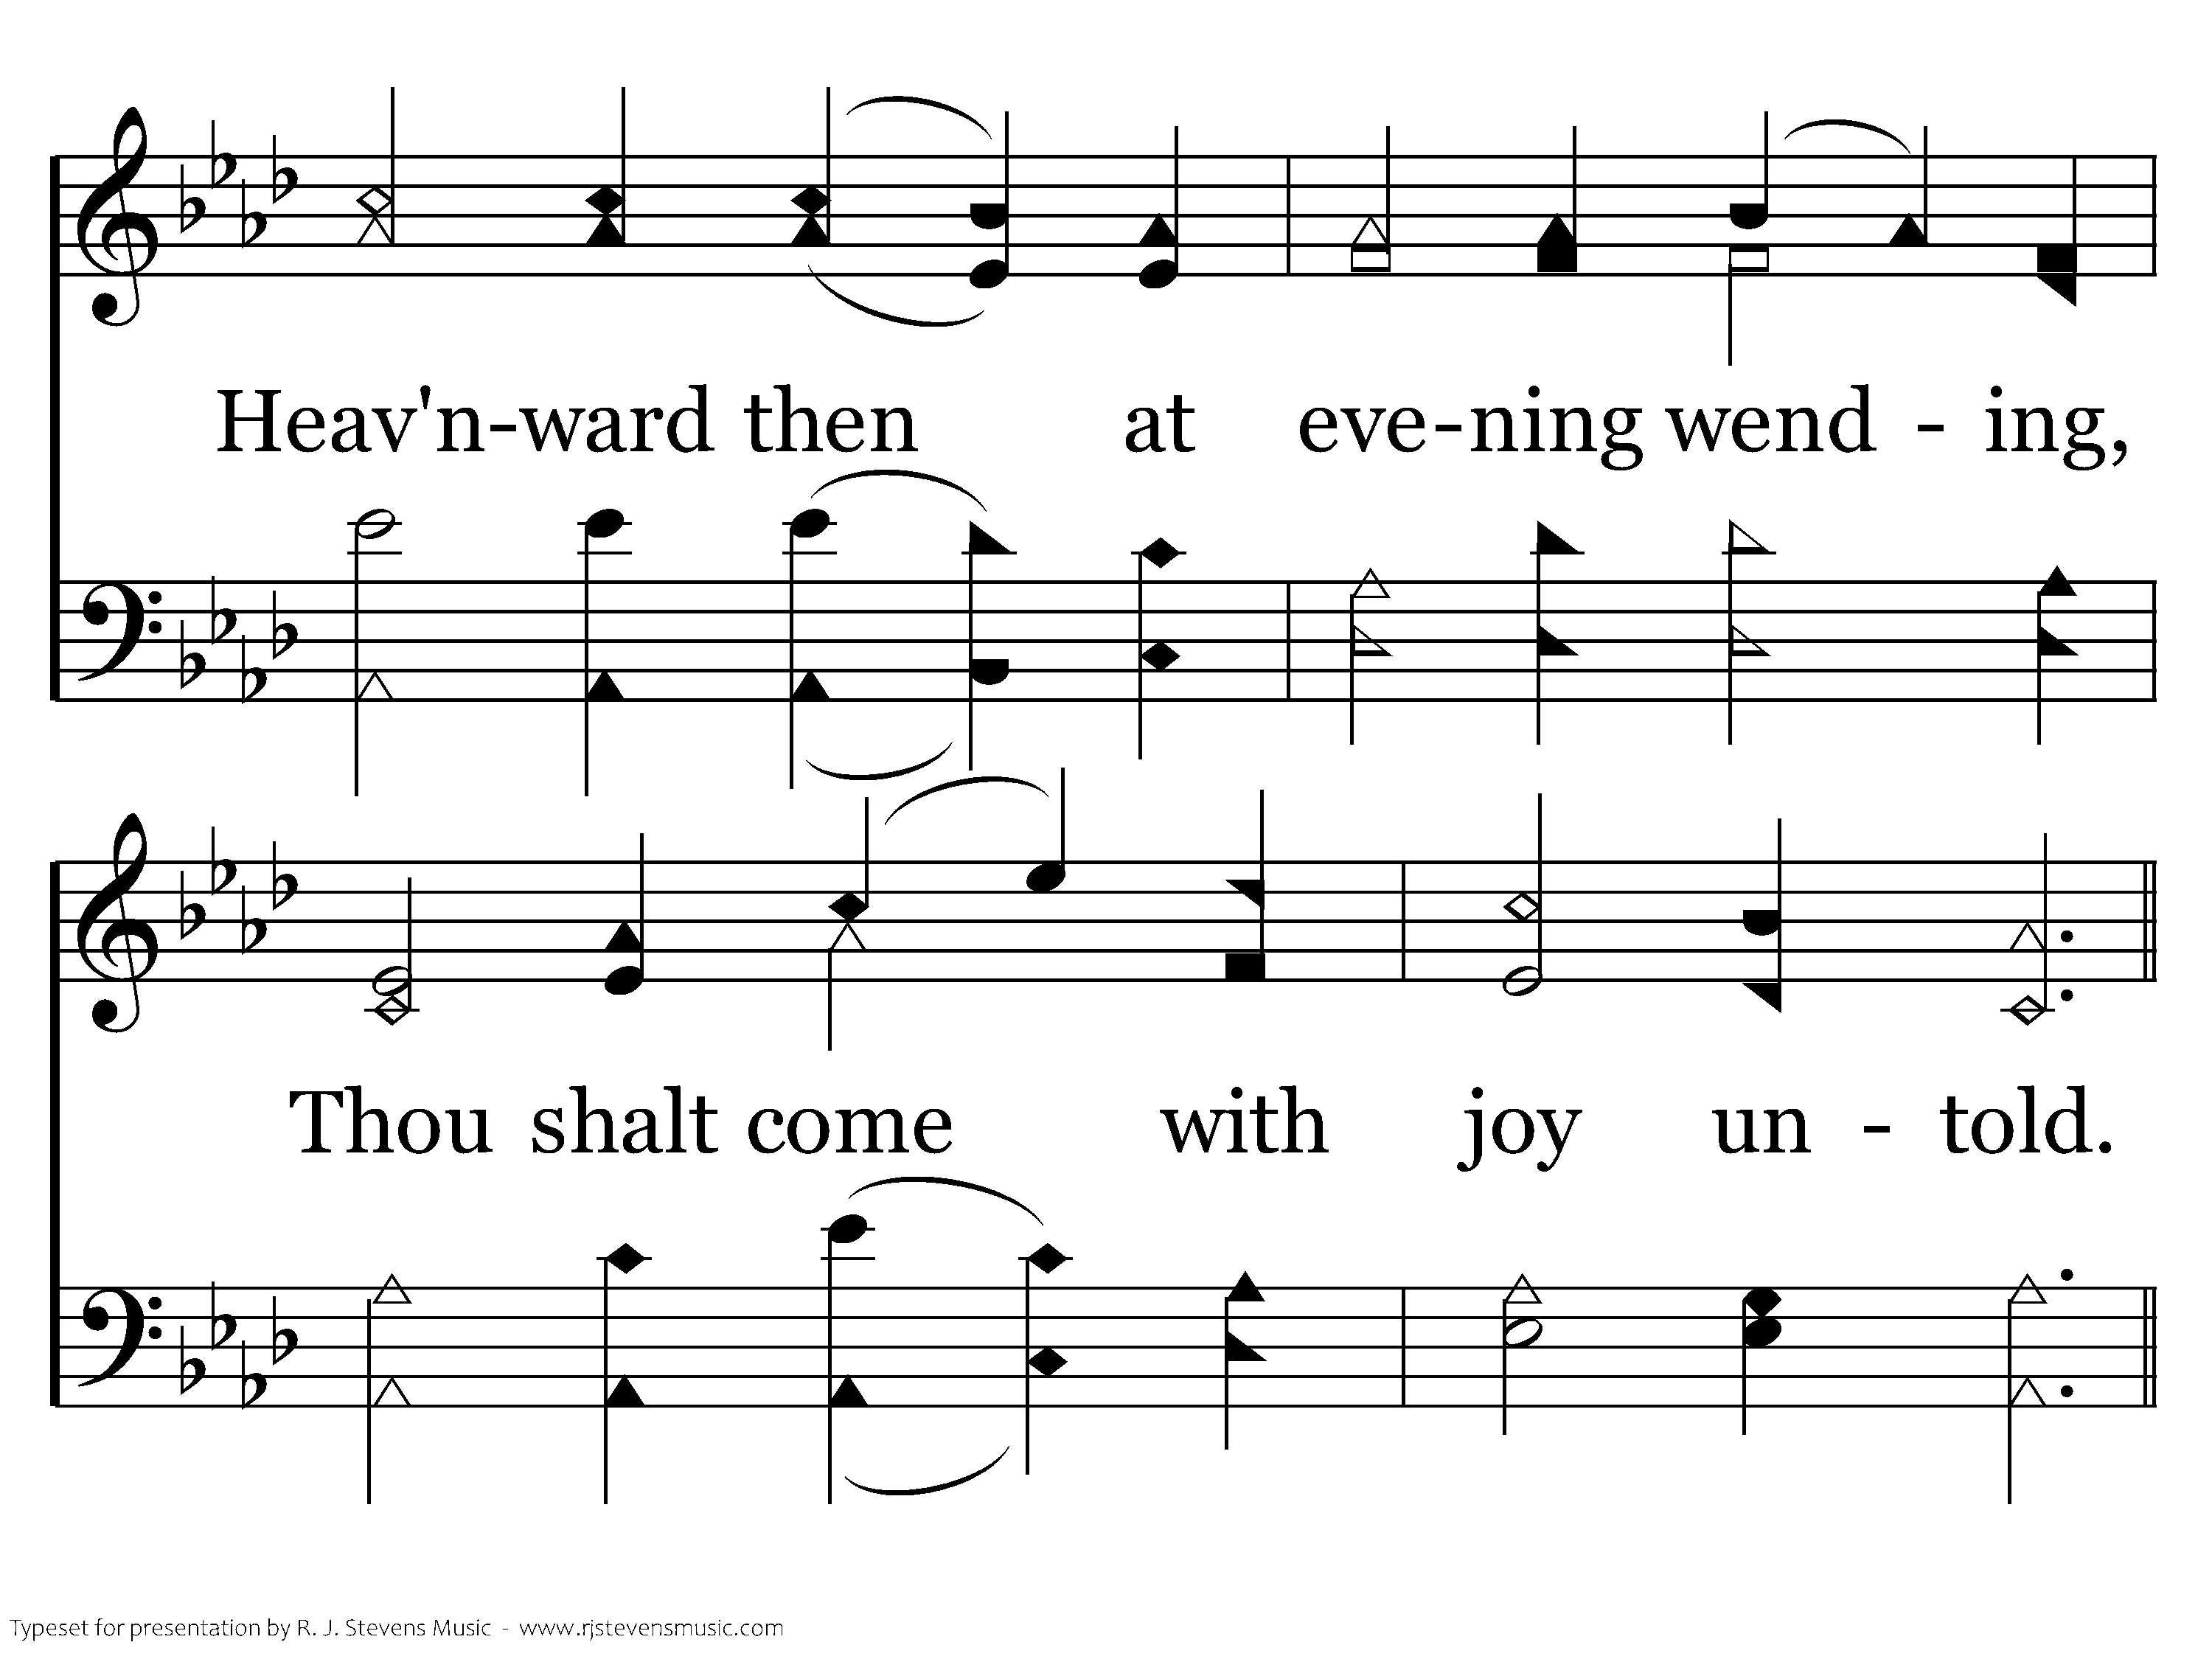 Heav'n-ward then at eve-ning wend - ing,
Thou shalt come with joy un - told.
Typeset for presentation by R. J. Stevens Music - www.rjstevensmusic.com